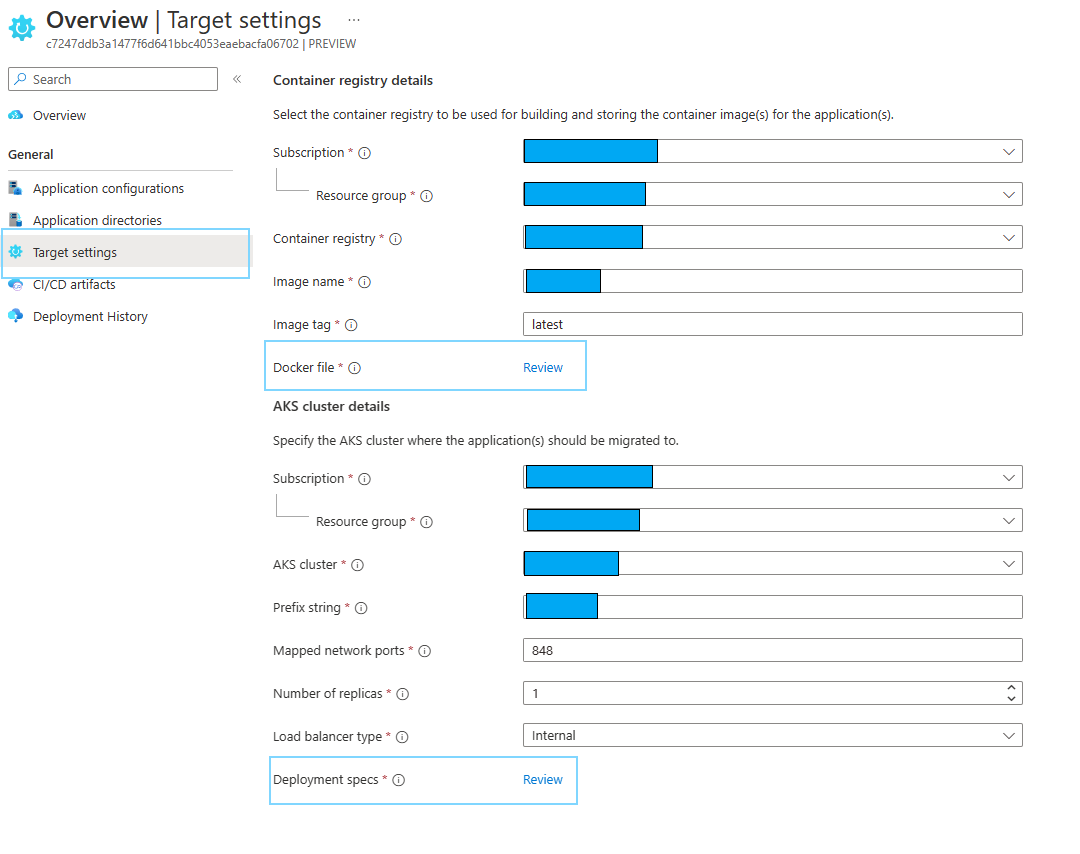 Overview | Target settings ...
c7247ddb3a1477f6d641bbc4053eaebacfa06702 | PREVIEW
Search
«
Overview
General
Application configurations
Application directories
Target settings
CI/CD artifacts
Deployment History
Container registry details
Select the container registry to be used for building and storing the container image(s) for the application(s).
Subscription *
Resource group *
Container registry *
Image name *
Image tag * latest
Docker file * Review
AKS cluster details
Specify the AKS cluster where the application(s) should be migrated to.
Subscription *
Resource group *
AKS cluster *
Prefix string *
Mapped network ports * 848
Number of replicas * 1
Load balancer type * Internal
Deployment specs * Review